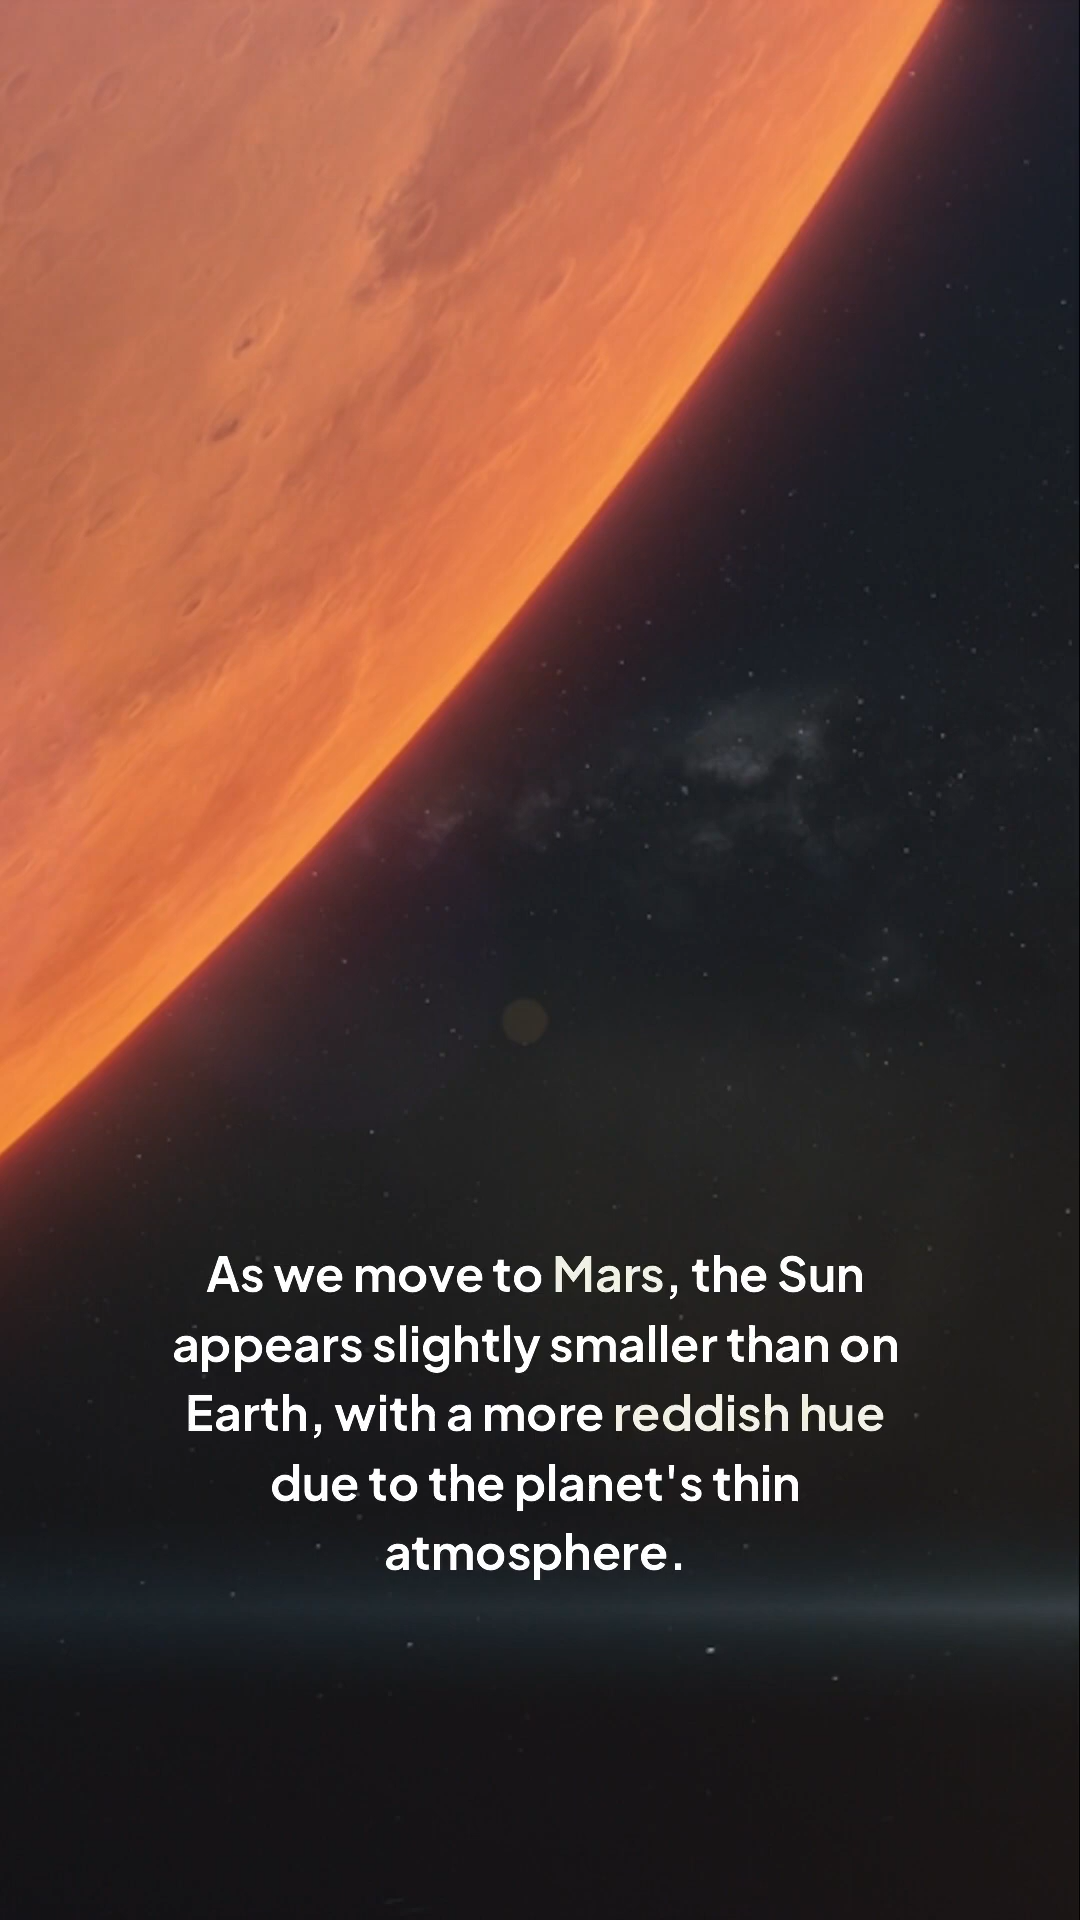 As we move to Mars, the Sun
appears slightly smaller than on
Earth, with a more reddish hue
due to the planet's thin
atmosphere.